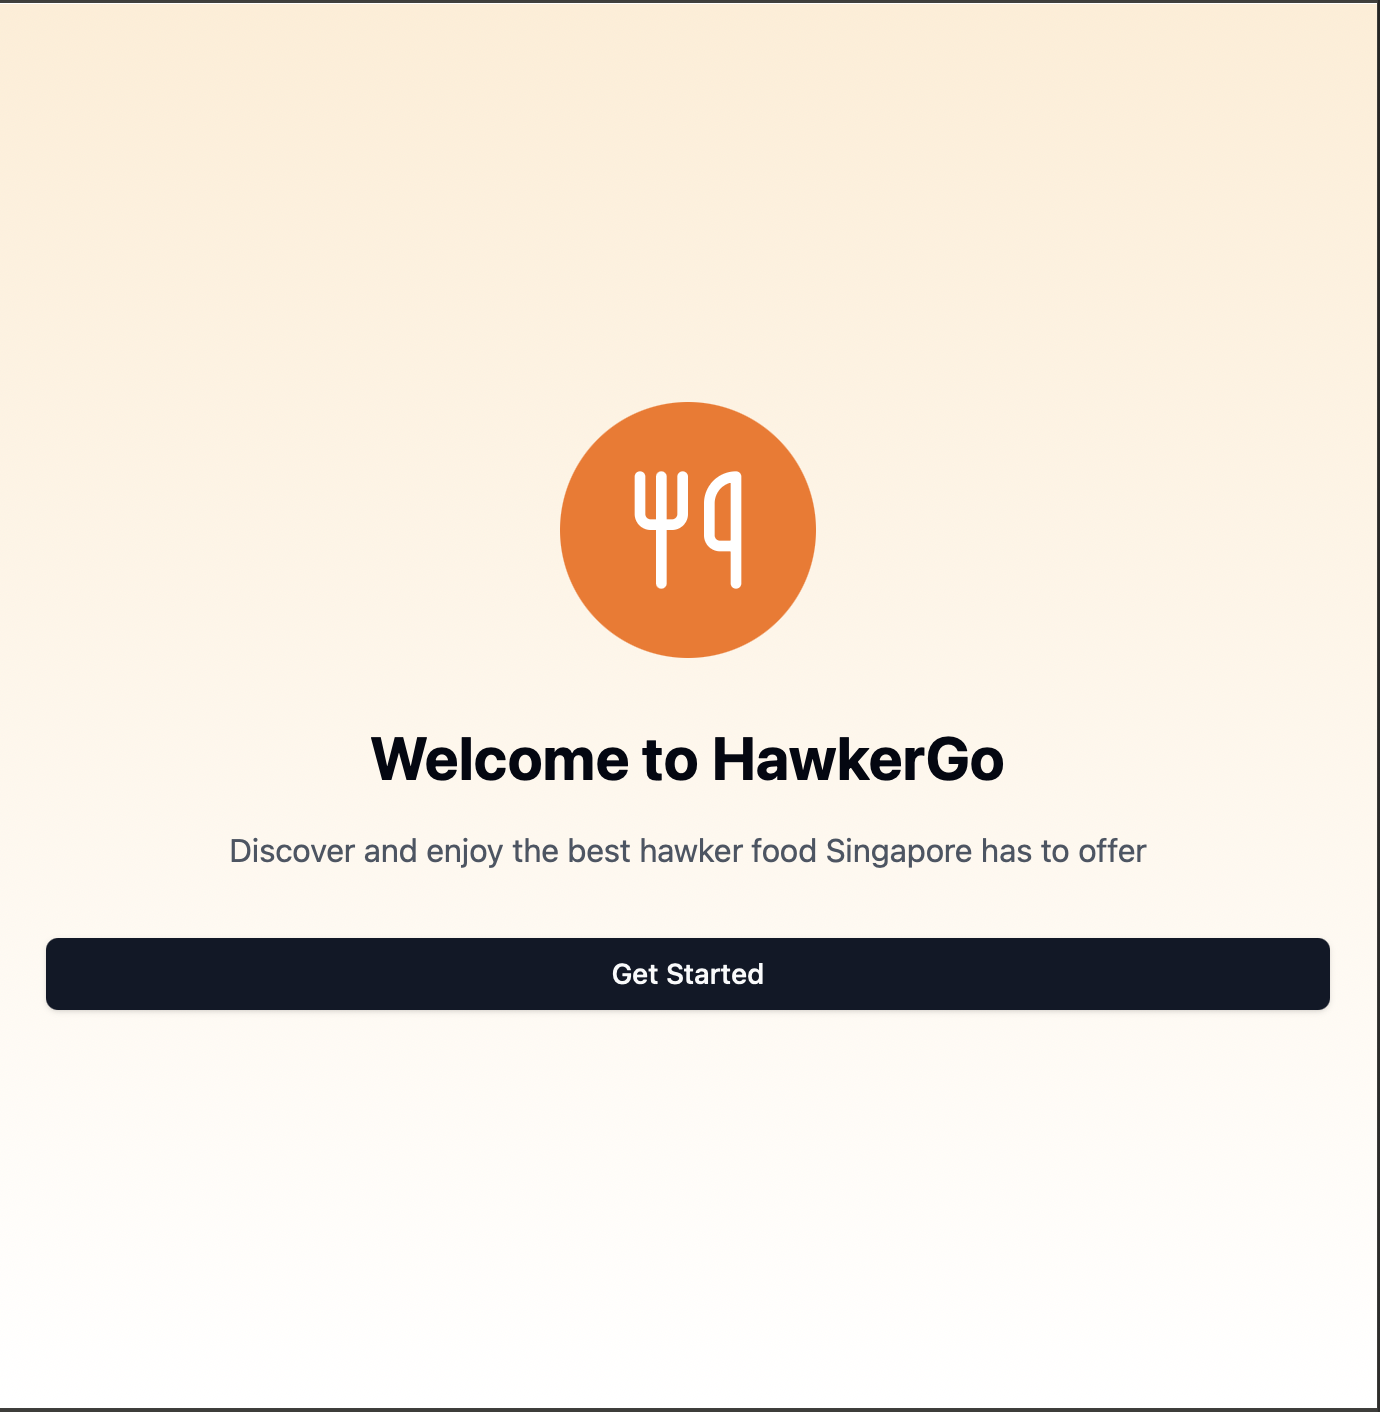 Welcome to HawkerGo
Discover and enjoy the best hawker food Singapore has to offer
Get Started